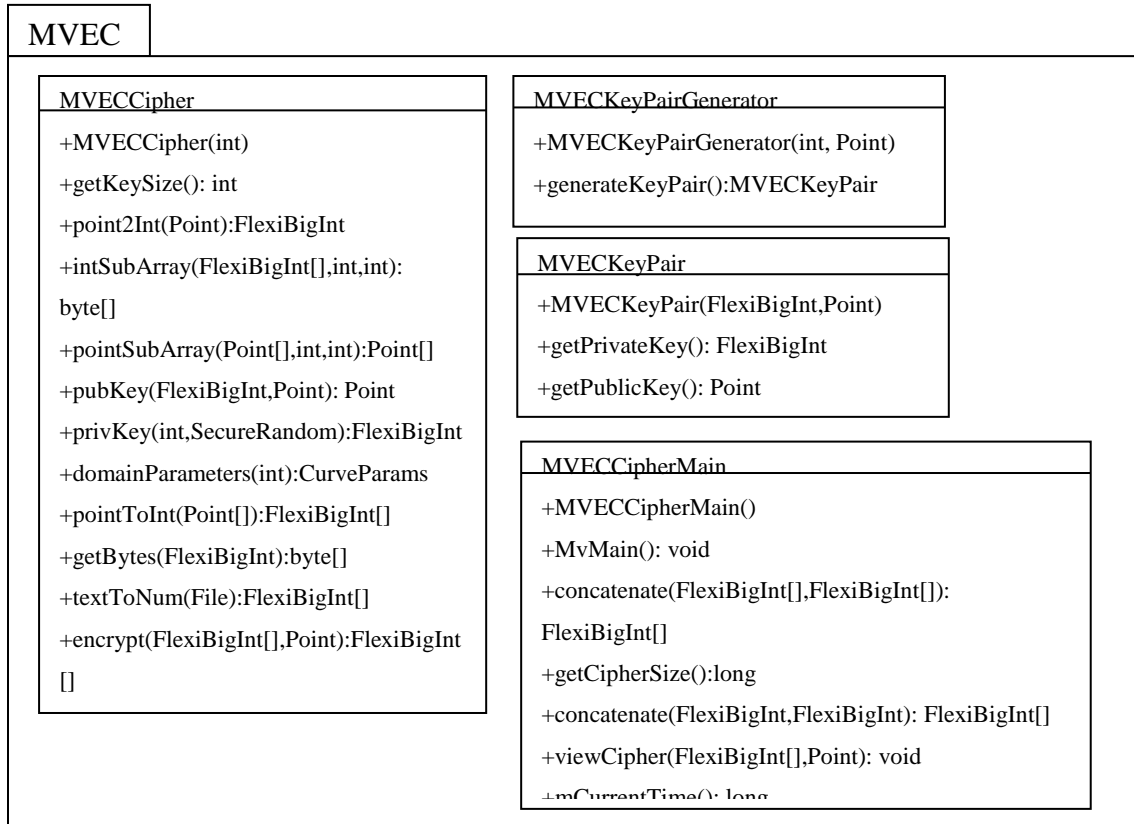 MVEC
MVECCipher
+MVECCipher(int)
+getKeySize(): int
+point2Int(Point):FlexiBigInt
+intSubArray(FlexiBigInt[],int,int):
byte[]
+pointSubArray(Point[],int,int):Point[]
+pubKey(FlexiBigInt,Point): Point
+privKey(int,SecureRandom):FlexiBigInt
+domainParameters(int):CurveParams
+pointToInt(Point[]):FlexiBigInt[]
+getBytes(FlexiBigInt):byte[]
+textToNum(File):FlexiBigInt[]
+encrypt(FlexiBigInt[],Point):FlexiBigInt
[]
MVECKeyPairGenerator
+MVECKeyPairGenerator(int, Point)
+generateKeyPair():MVECKeyPair
MVECKeyPair
+MVECKeyPair(FlexiBigInt,Point)
+getPrivateKey(): FlexiBigInt
+getPublicKey(): Point
MVECCipherMain
+MVECCipherMain()
+MvMain(): void
+concatenate(FlexiBigInt[],FlexiBigInt[]):
FlexiBigInt[]
+getCipherSize():long
+concatenate(FlexiBigInt,FlexiBigInt): FlexiBigInt[]
+viewCipher(FlexiBigInt[],Point): void
+mCurrentTime(): long